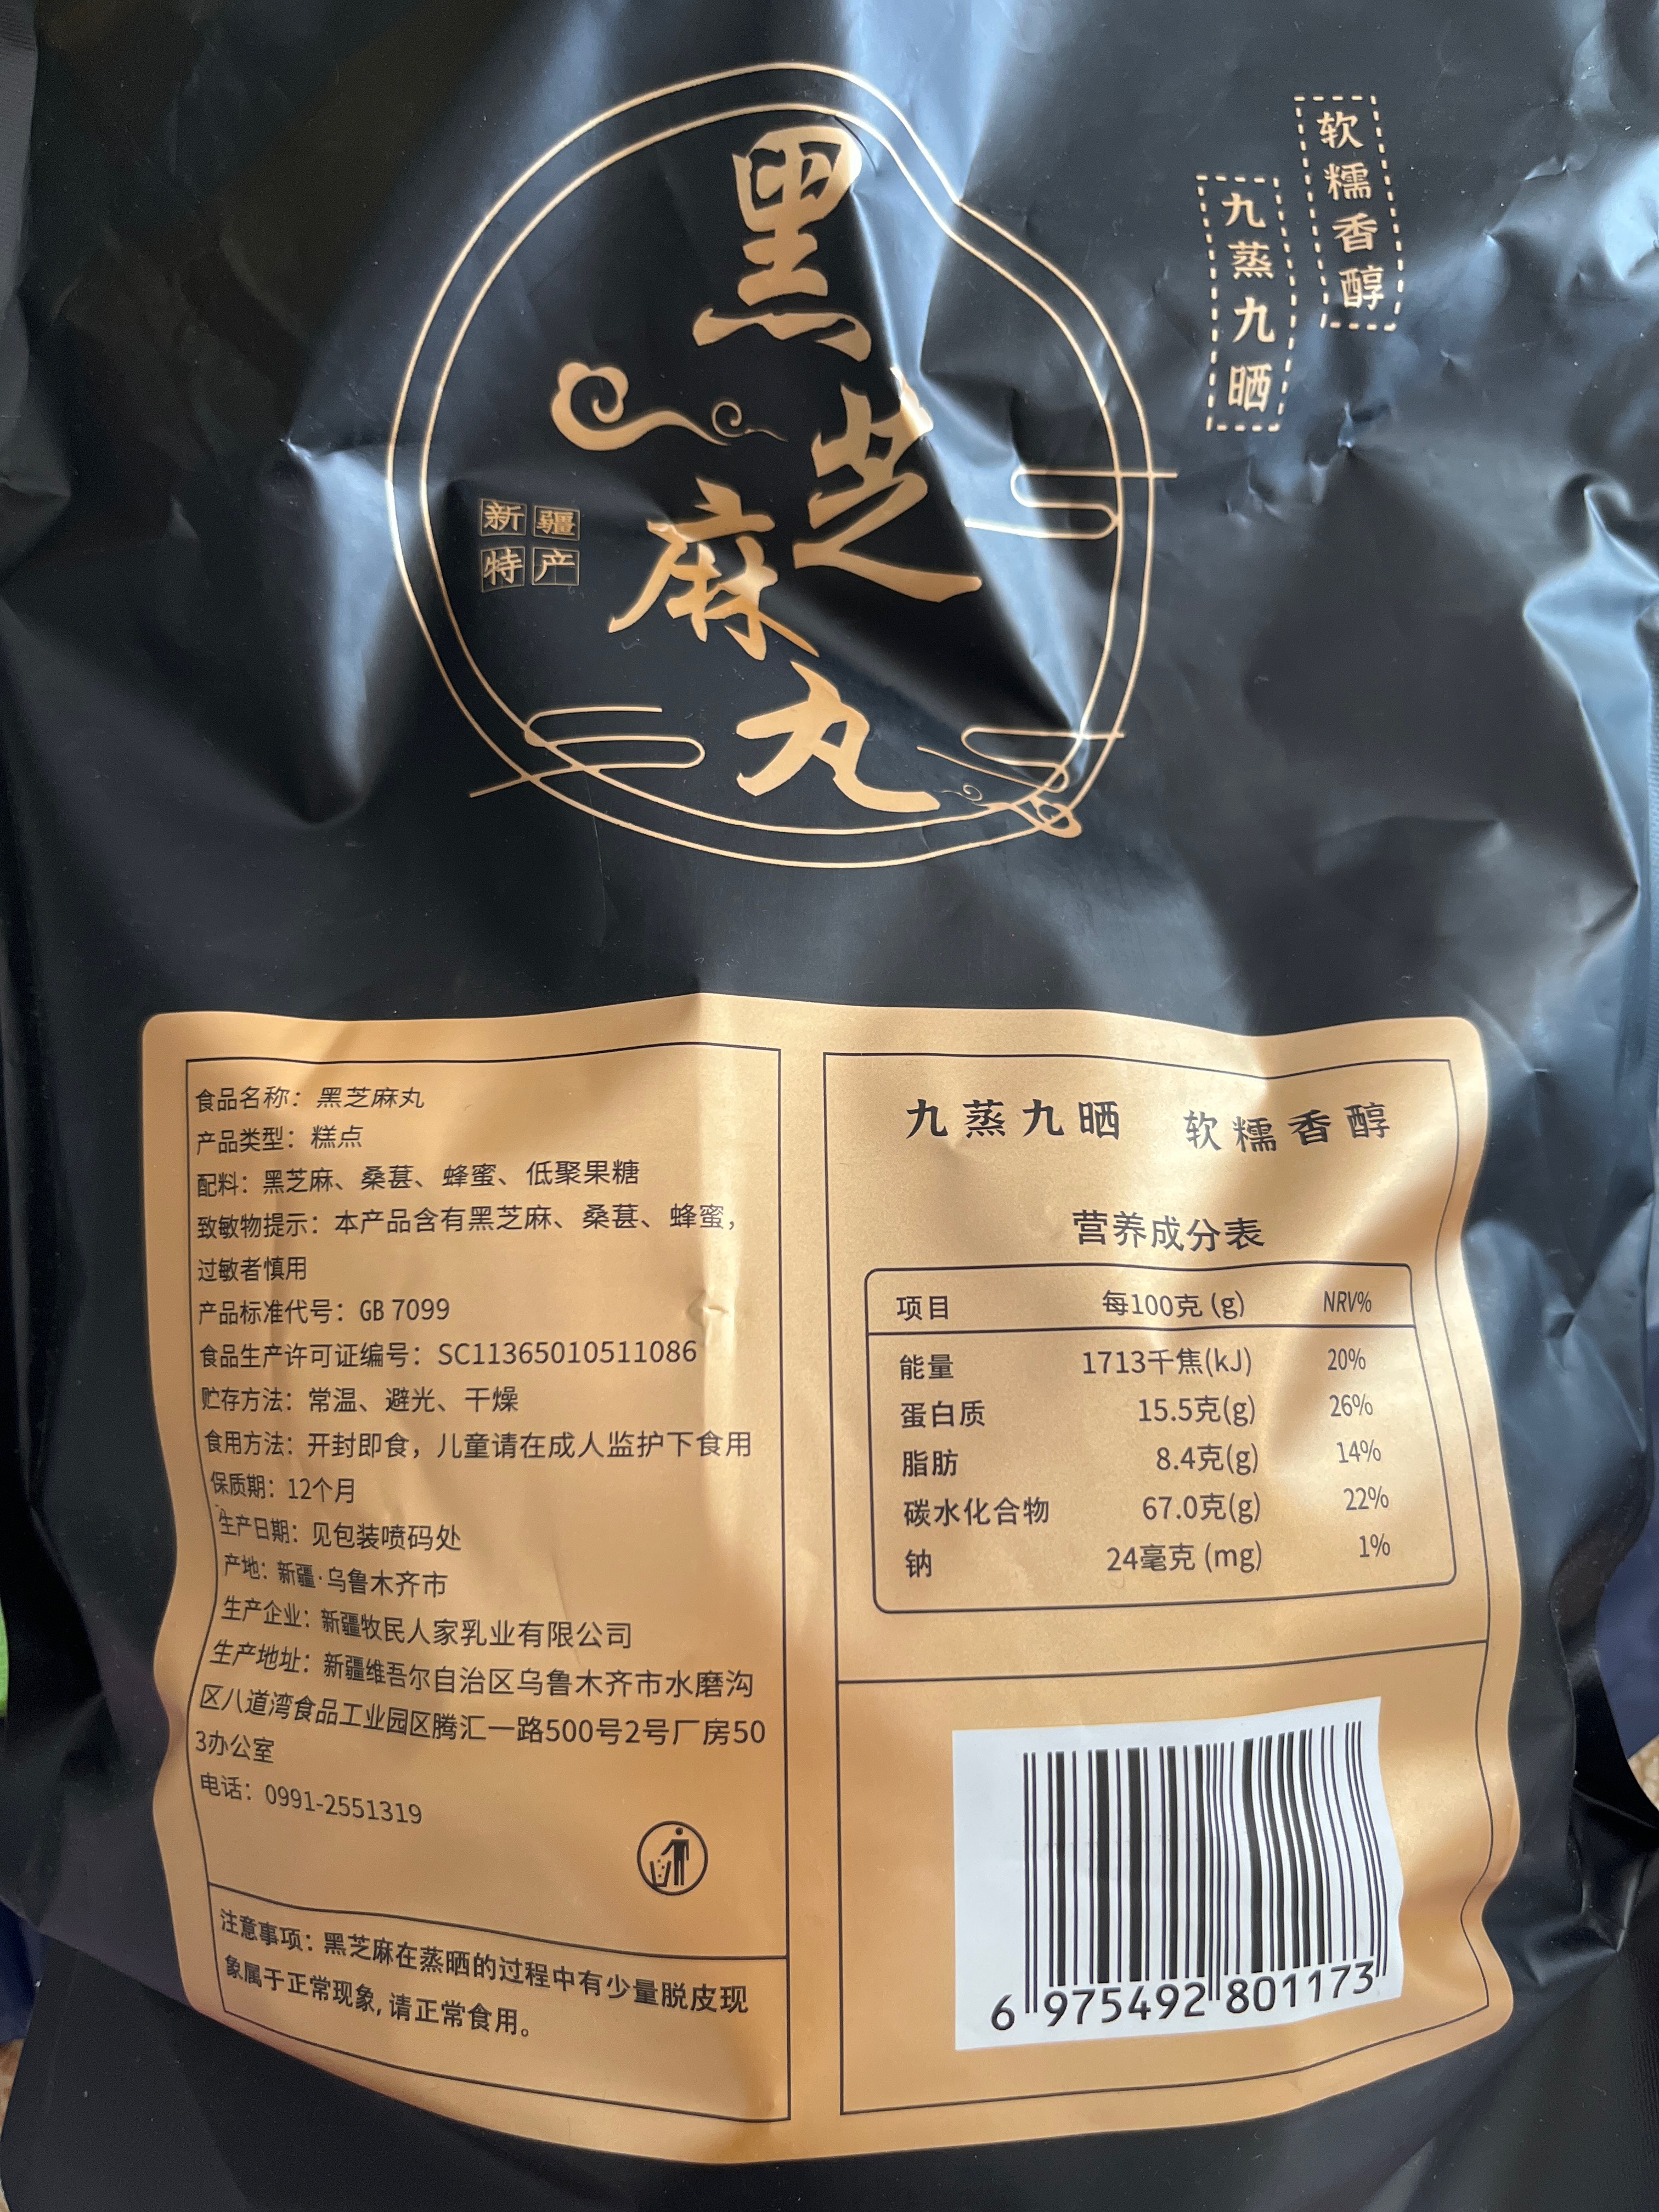 黑芝麻丸
新疆
特产
软糯香醇
九蒸九晒
食品名称：黑芝麻丸
产品类型：糕点
配料：黑芝麻、桑葚、蜂蜜、低聚果糖
致敏物提示：本产品含有黑芝麻、桑葚、蜂蜜，
过敏者慎用
产品标准代号：GB 7099
食品生产许可证编号：SC11365010511086
贮存方法：常温、避光、干燥
食用方法：开封即食，儿童请在成人监护下食用
保质期：12个月
生产日期：见包装喷码处
产地：新疆·乌鲁木齐市
生产企业：新疆牧民人家乳业有限公司
生产地址：新疆维吾尔自治区乌鲁木齐市水磨沟
区八道湾食品工业园区腾汇一路500号2号厂房50
3办公室
电话：0991-2551319
注意事项：黑芝麻在蒸晒的过程中有少量脱皮现
象属于正常现象,请正常食用。
九蒸九晒 软糯香醇
营养成分表
项目 每100克 (g) NRV%
能量 1713千焦(kJ) 20%
蛋白质 15.5克(g) 26%
脂肪 8.4克(g) 14%
碳水化合物 67.0克(g) 22%
钠 24毫克 (mg) 1%
6 975492 801173